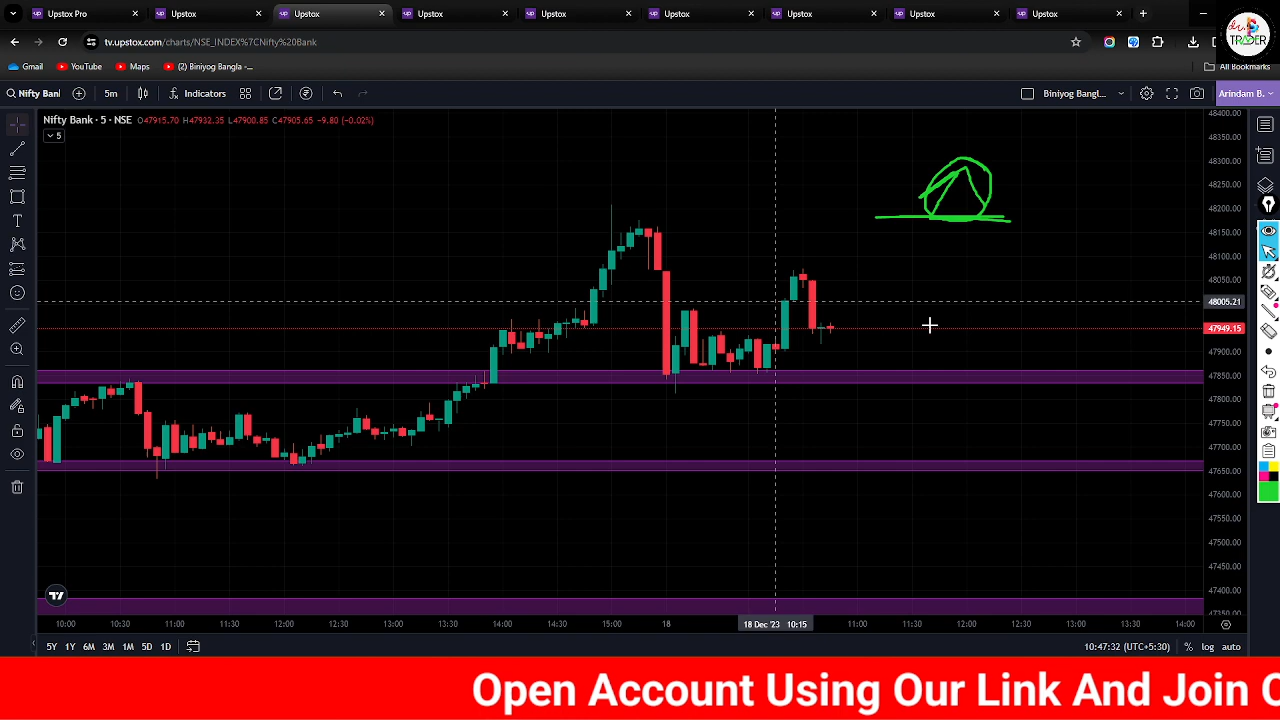 Upstox Pro
Upstox
Upstox
Upstox
Upstox
Upstox
Upstox
Upstox
Upstox
tv.upstox.com/charts/NSE_INDEX%7CNifty%20Bank
Gmail
YouTube
Maps
(2) Biniyog Bangla -...
All Bookmarks
dr.
TRADER
Nifty Ban
5m
Indicators
Biniyog Bangl...
Arindam B.
Nifty Bank · 5 · NSE O47915.70 H47932.35 L47900.85 C47905.65 -9.80 (-0.02%)
5
48400.00
48350.00
48300.00
48250.00
48200.00
48150.00
48100.00
48050.00
48005.21
47949.15
47900.00
47850.00
47800.00
47750.00
47700.00
47650.00
47600.00
47550.00
47500.00
47450.00
47400.00
47350.00
10:00 10:30 11:00 11:30 12:00 12:30 13:00 13:30 14:00 14:30 15:00 18 18 Dec '23 10:15 11:00 11:30 12:00 12:30 13:00 13:30 14:00
5Y 1Y 6M 3M 1M 5D 1D
10:47:32 (UTC+5:30) % log auto
Open Account Using Our Link And Join